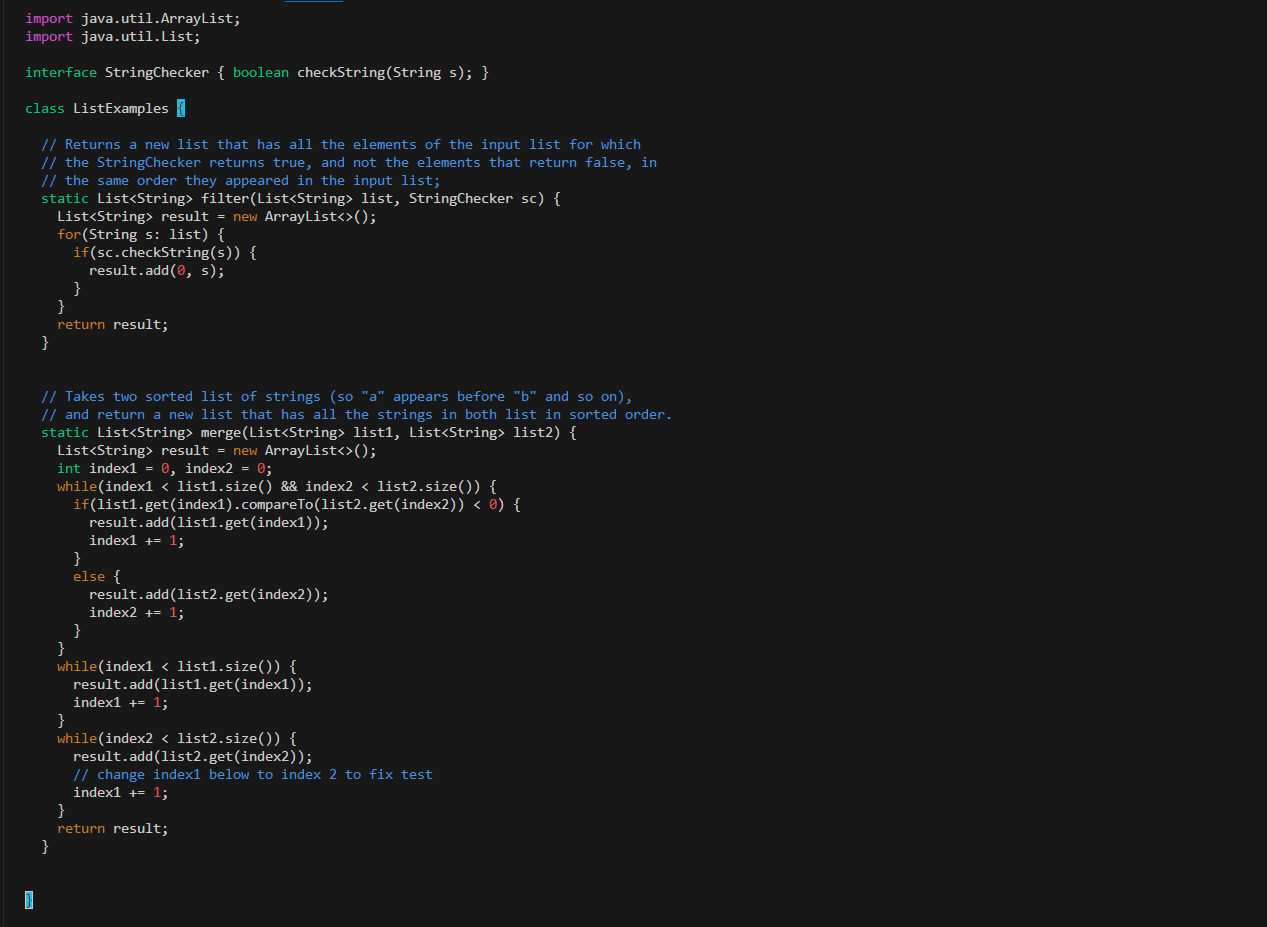 import java.util.ArrayList;
import java.util.List;
interface StringChecker { boolean checkString(String s); }
class ListExamples {
// Returns a new list that has all the elements of the input list for which
// the StringChecker returns true, and not the elements that return false, in
// the same order they appeared in the input list;
static List<String> filter(List<String> list, StringChecker sc) {
List<String> result = new ArrayList<>();
for(String s: list) {
if(sc.checkString(s)) {
result.add(0, s);
}
}
return result;
}
// Takes two sorted list of strings (so "a" appears before "b" and so on),
// and return a new list that has all the strings in both list in sorted order.
static List<String> merge(List<String> list1, List<String> list2) {
List<String> result = new ArrayList<>();
int index1 = 0, index2 = 0;
while(index1 < list1.size() && index2 < list2.size()) {
if(list1.get(index1).compareTo(list2.get(index2)) < 0) {
result.add(list1.get(index1));
index1 += 1;
}
else {
result.add(list2.get(index2));
index2 += 1;
}
}
while(index1 < list1.size()) {
result.add(list1.get(index1));
index1 += 1;
}
while(index2 < list2.size()) {
result.add(list2.get(index2));
// change index1 below to index 2 to fix test
index1 += 1;
}
return result;
}
}